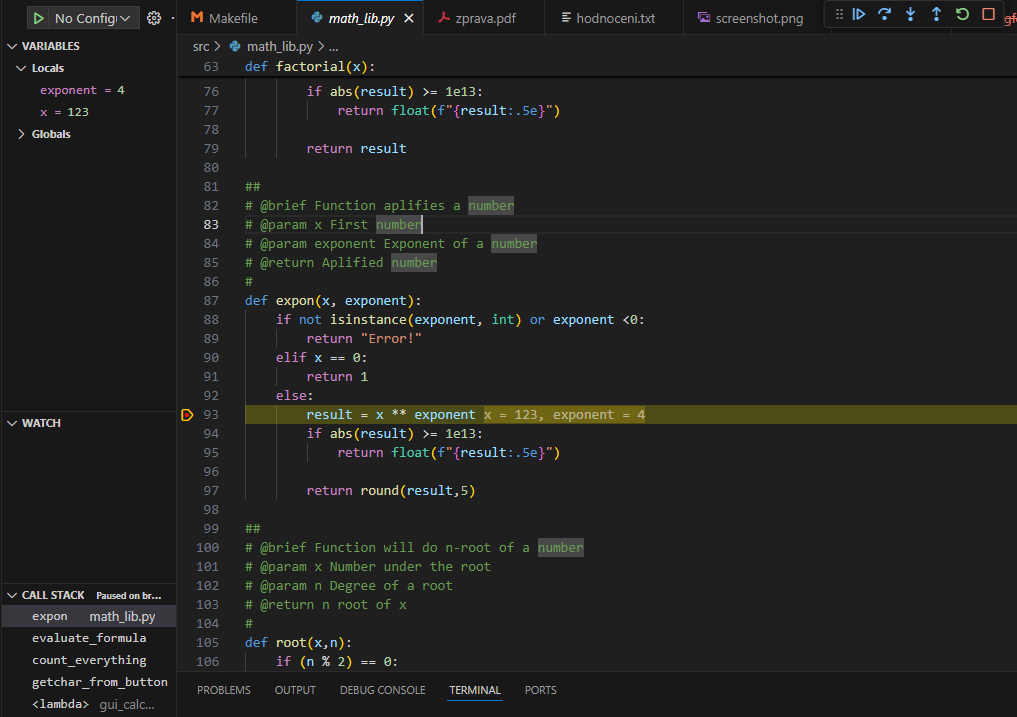 No Config
Makefile
math_lib.py
zprava.pdf
hodnoceni.txt
screenshot.png
VARIABLES
Locals
exponent = 4
x = 123
Globals
WATCH
CALL STACK Paused on br...
expon math_lib.py
evaluate_formula
count_everything
getchar_from_button
<lambda> gui_calc...
src > math_lib.py > ...
63 def factorial(x):
76 if abs(result) >= 1e13:
77 return float(f"{result:.5e}")
78
79 return result
80
81 ##
82 # @brief Function aplifies a number
83 # @param x First number
84 # @param exponent Exponent of a number
85 # @return Aplified number
86 #
87 def expon(x, exponent):
88 if not isinstance(exponent, int) or exponent <0:
89 return "Error!"
90 elif x == 0:
91 return 1
92 else:
93 result = x ** exponent x = 123, exponent = 4
94 if abs(result) >= 1e13:
95 return float(f"{result:.5e}")
96
97 return round(result,5)
98
99 ##
100 # @brief Function will do n-root of a number
101 # @param x Number under the root
102 # @param n Degree of a root
103 # @return n root of x
104 #
105 def root(x,n):
106 if (n % 2) == 0:
PROBLEMS OUTPUT DEBUG CONSOLE TERMINAL PORTS